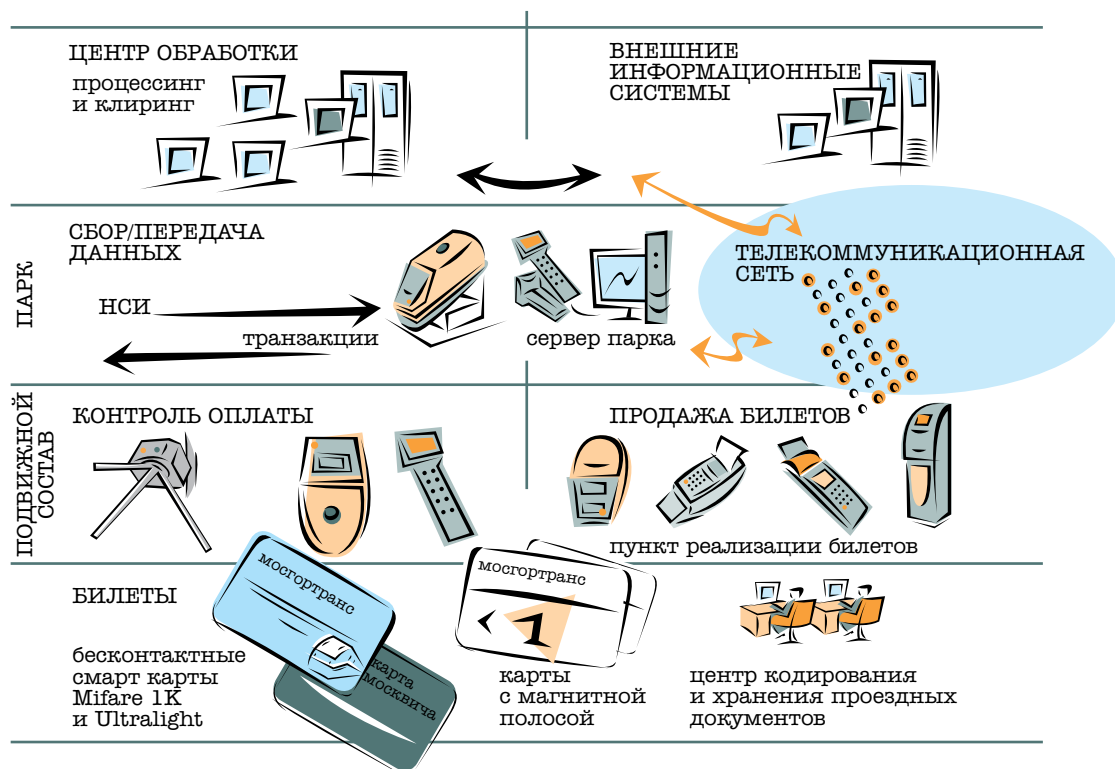 ЦЕНТР ОБРАБОТКИ
процессинг
и клиринг
ВНЕШНИЕ
ИНФОРМАЦИОННЫЕ
СИСТЕМЫ
ПАРК
СБОР/ПЕРЕДАЧА
ДАННЫХ
НСИ
транзакции
сервер парка
ТЕЛЕКОММУНИКАЦИОННАЯ
СЕТЬ
ПОДВИЖНОЙ
СОСТАВ
КОНТРОЛЬ ОПЛАТЫ
ПРОДАЖА БИЛЕТОВ
пункт реализации билетов
БИЛЕТЫ
бесконтактные
смарт карты
Mifare 1K
и Ultralight
мосгортранс
карта
москвича
мосгортранс
1
карты
с магнитной
полосой
центр кодирования
и хранения проездных
документов